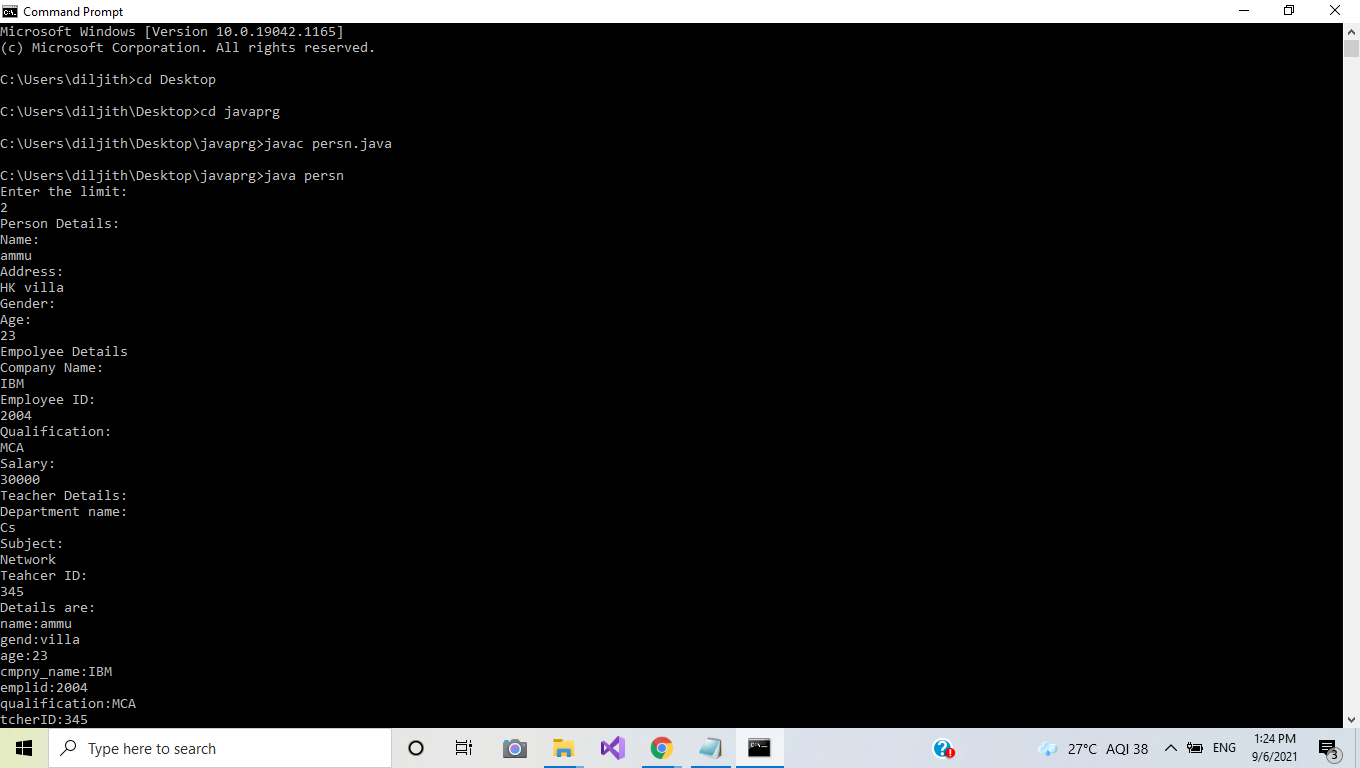 Command Prompt
Microsoft Windows [Version 10.0.19042.1165]
(c) Microsoft Corporation. All rights reserved.
C:\Users\diljith>cd Desktop
C:\Users\diljith\Desktop>cd javaprg
C:\Users\diljith\Desktop\javaprg>javac persn.java
C:\Users\diljith\Desktop\javaprg>java persn
Enter the limit:
2
Person Details:
Name:
ammu
Address:
HK villa
Gender:
Age:
23
Empolyee Details
Company Name:
IBM
Employee ID:
2004
Qualification:
MCA
Salary:
30000
Teacher Details:
Department name:
Cs
Subject:
Network
Teahcer ID:
345
Details are:
name:ammu
gend:villa
age:23
cmpny_name:IBM
emplid:2004
qualification:MCA
tcherID:345
Type here to search
27°C AQI 38
ENG
1:24 PM
9/6/2021
3